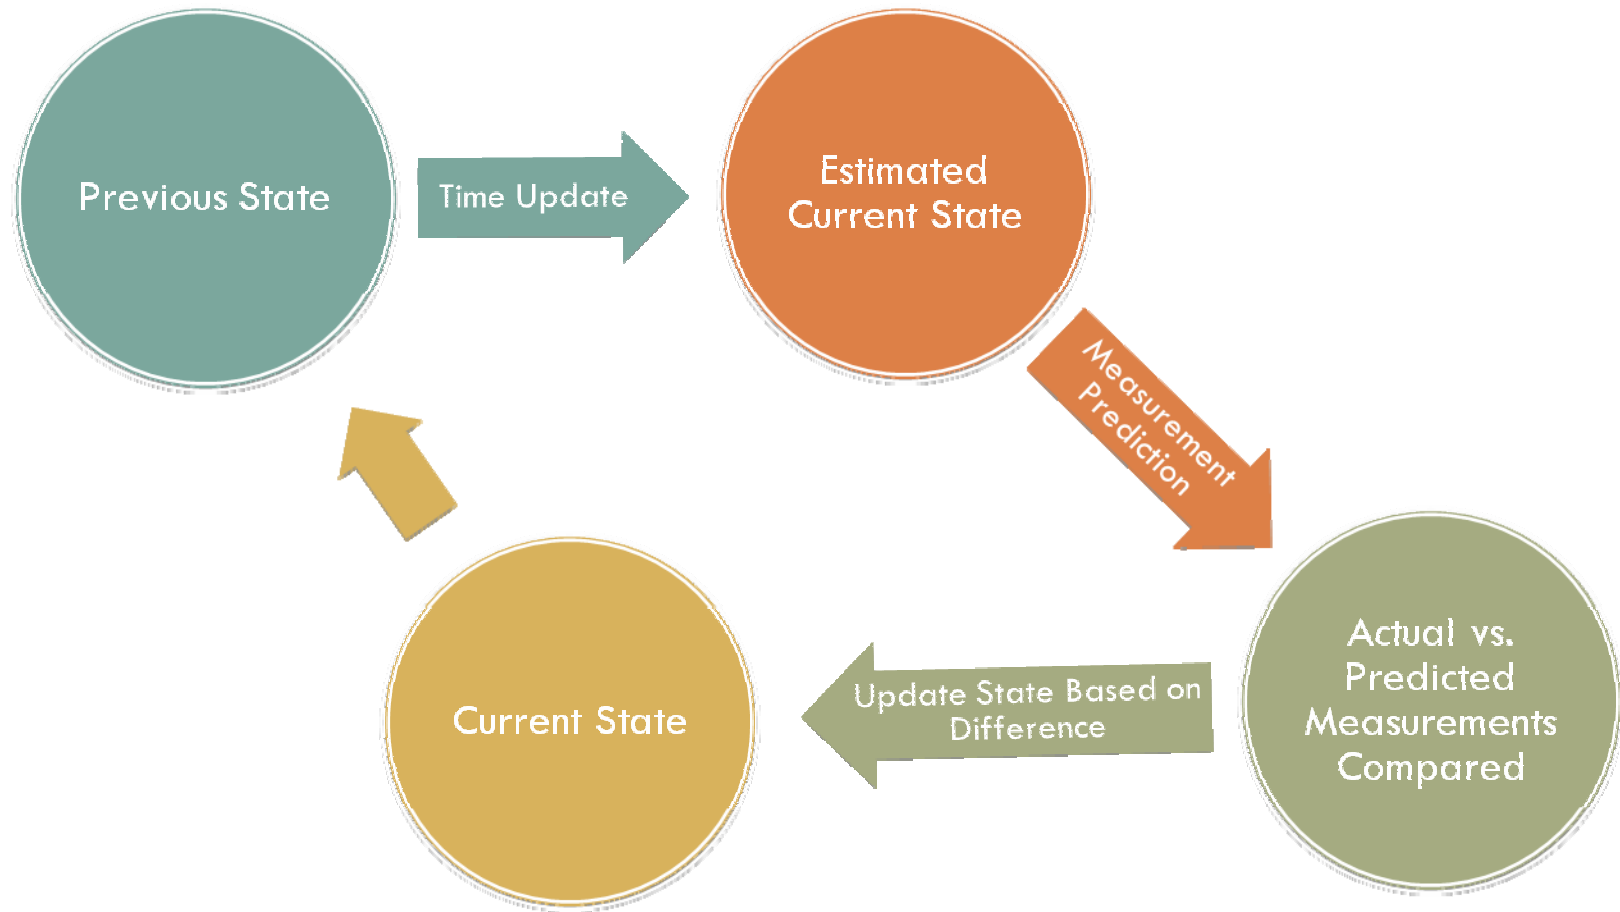 Previous State
Time Update
Estimated
Current State
Measurement
Prediction
Actual vs.
Predicted
Measurements
Compared
Update State Based on
Difference
Current State